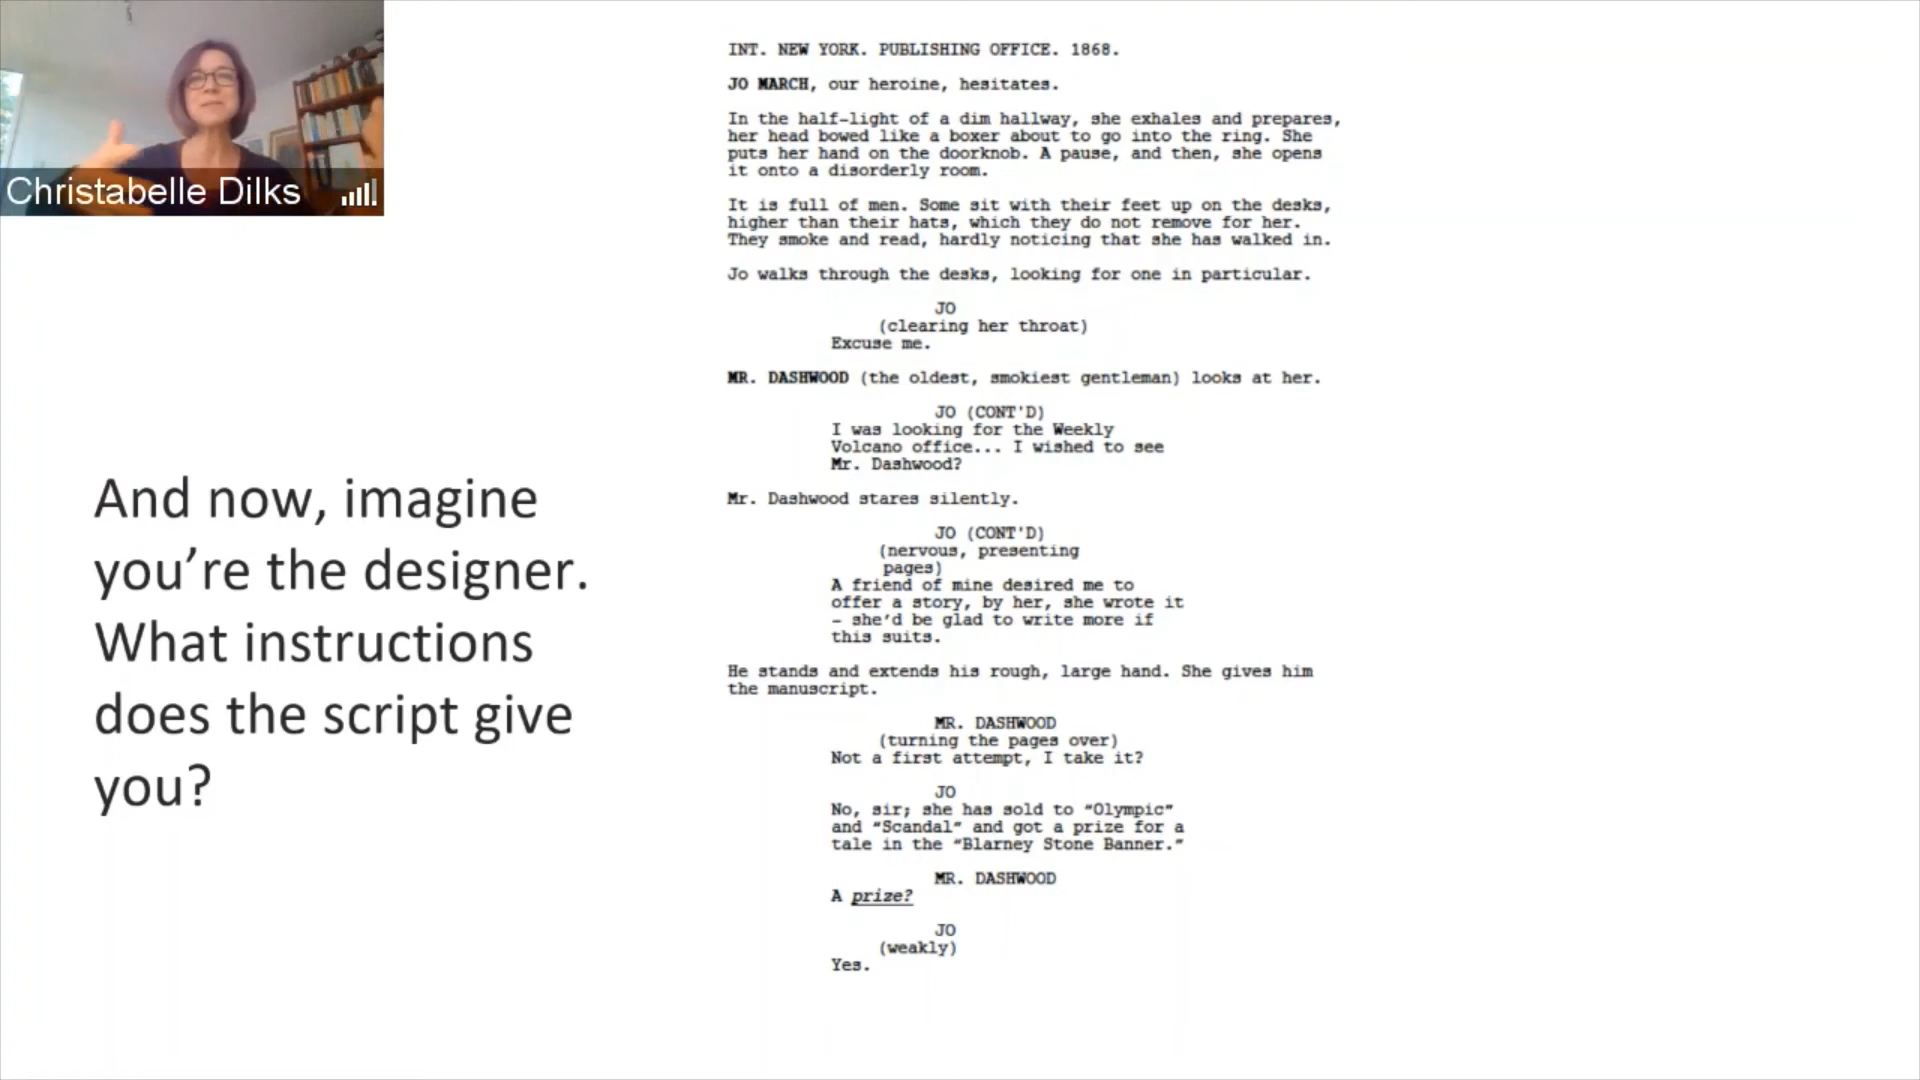 Christabelle Dilks
And now, imagine
you’re the designer.
What instructions
does the script give
you?
INT. NEW YORK. PUBLISHING OFFICE. 1868.
JO MARCH, our heroine, hesitates.
In the half-light of a dim hallway, she exhales and prepares,
her head bowed like a boxer about to go into the ring. She
puts her hand on the doorknob. A pause, and then, she opens
it onto a disorderly room.
It is full of men. Some sit with their feet up on the desks,
higher than their hats, which they do not remove for her.
They smoke and read, hardly noticing that she has walked in.
Jo walks through the desks, looking for one in particular.
JO
(clearing her throat)
Excuse me.
MR. DASHWOOD (the oldest, smokiest gentleman) looks at her.
JO (CONT'D)
I was looking for the Weekly
Volcano office... I wished to see
Mr. Dashwood?
Mr. Dashwood stares silently.
JO (CONT'D)
(nervous, presenting
pages)
A friend of mine desired me to
offer a story, by her, she wrote it
– she’d be glad to write more if
this suits.
He stands and extends his rough, large hand. She gives him
the manuscript.
MR. DASHWOOD
(turning the pages over)
Not a first attempt, I take it?
JO
No, sir; she has sold to “Olympic”
and “Scandal” and got a prize for a
tale in the “Blarney Stone Banner.”
MR. DASHWOOD
A prize?
JO
(weakly)
Yes.